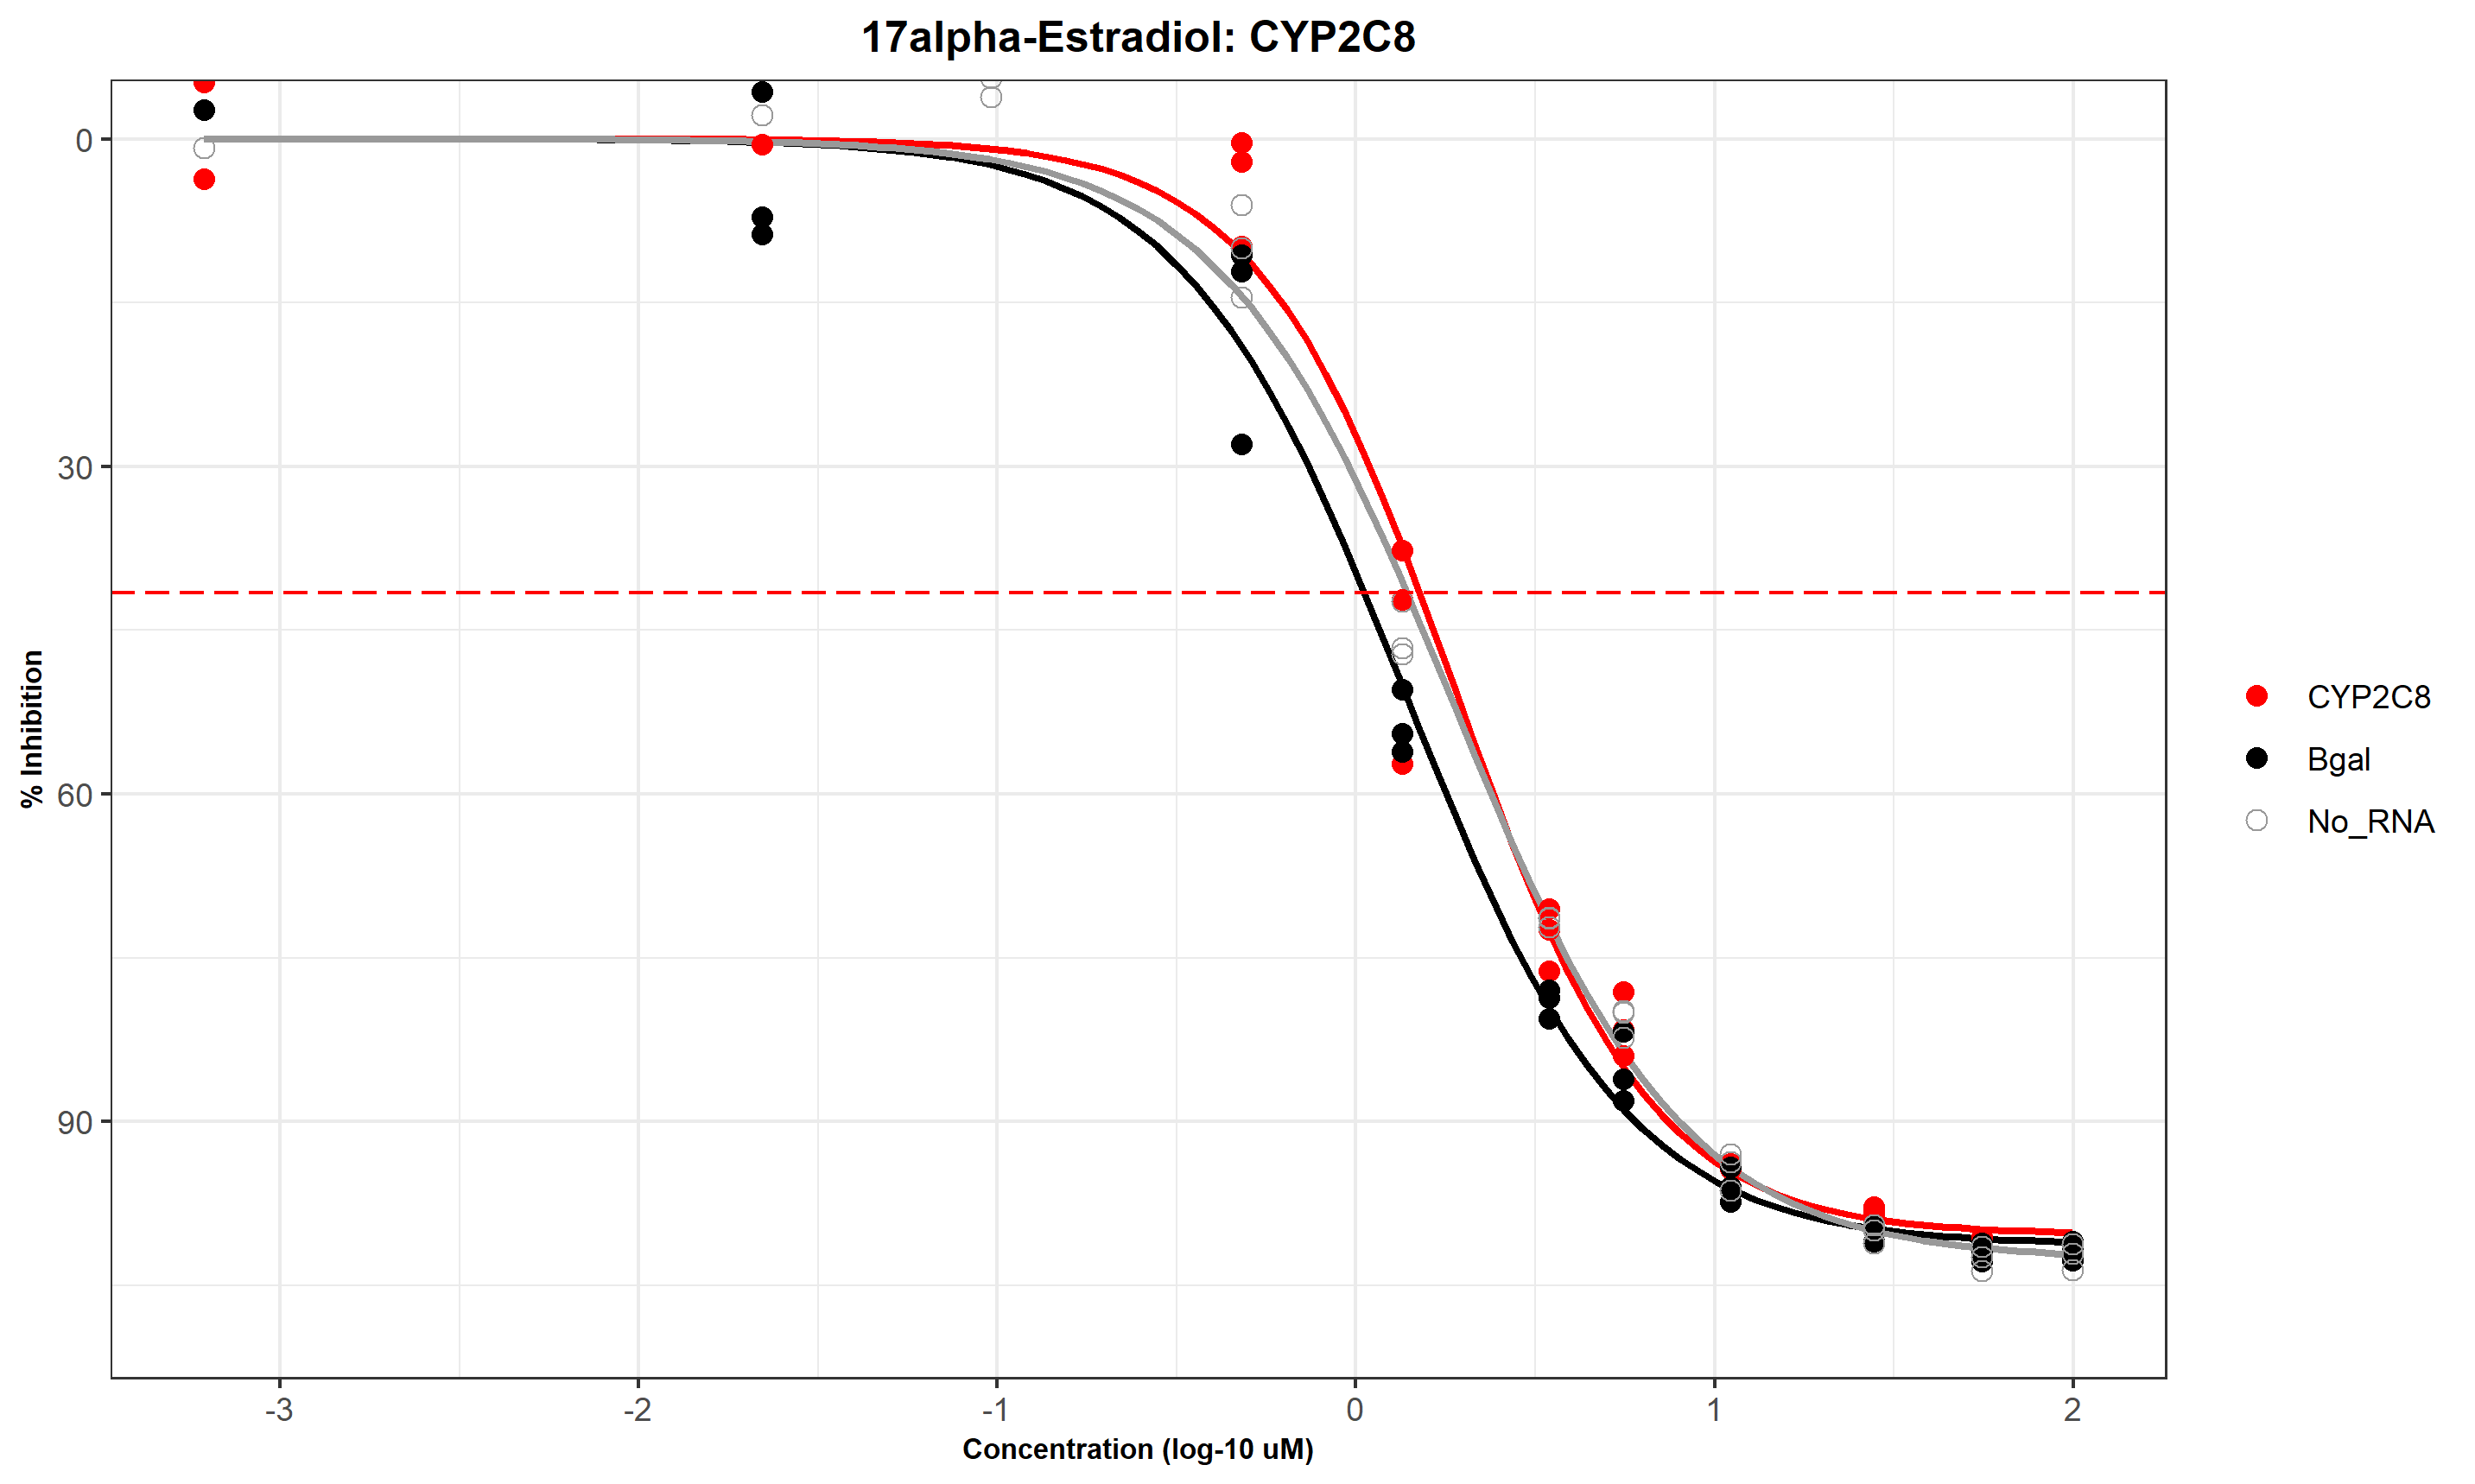 17alpha-Estradiol: CYP2C8
0
30
60
90
% Inhibition
-3
-2
-1
0
1
2
Concentration (log-10 uM)
CYP2C8
Bgal
No_RNA